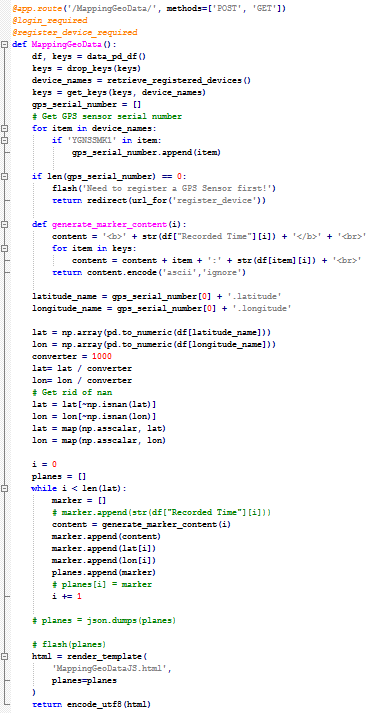 @app.route('/MappingGeoData/', methods=['POST', 'GET'])
@login_required
@register_device_required
def MappingGeoData():
    df, keys = data_pd_df()
    keys = drop_keys(keys)
    device_names = retrieve_registered_devices()
    keys = get_keys(keys, device_names)
    gps_serial_number = []
    # Get GPS sensor serial number
    for item in device_names:
        if 'YGNSSMK1' in item:
            gps_serial_number.append(item)

    if len(gps_serial_number) == 0:
        flash('Need to register a GPS Sensor first!')
        return redirect(url_for('register_device'))

    def generate_marker_content(i):
        content = '<b>' + str(df["Recorded Time"][i]) + '</b>' + '<br>'
        for item in keys:
            content = content + item + ':' + str(df[item][i]) + '<br>'
        return content.encode('ascii','ignore')

    latitude_name = gps_serial_number[0] + '.latitude'
    longitude_name = gps_serial_number[0] + '.longitude'

    lat = np.array(pd.to_numeric(df[latitude_name]))
    lon = np.array(pd.to_numeric(df[longitude_name]))
    converter = 1000
    lat= lat / converter
    lon= lon / converter
    # Get rid of nan
    lat = lat[~np.isnan(lat)]
    lon = lon[~np.isnan(lon)]
    lat = map(np.asscalar, lat)
    lon = map(np.asscalar, lon)

    i = 0
    planes = []
    while i < len(lat):
        marker = []
        # marker.append(str(df["Recorded Time"][i]))
        content = generate_marker_content(i)
        marker.append(content)
        marker.append(lat[i])
        marker.append(lon[i])
        planes.append(marker)
        # planes[i] = marker
        i += 1

    # planes = json.dumps(planes)

    # flash(planes)
    html = render_template(
        'MappingGeoDataJS.html',
        planes=planes
    )
    return encode_utf8(html)